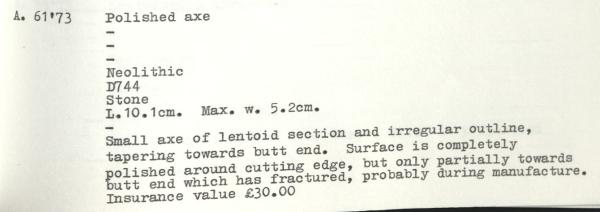 A. 61'73 Polished axe
-
-
-
Neolithic
D744
Stone
L.10.1cm. Max. w. 5.2cm.
-
Small axe of lentoid section and irregular outline,
tapering towards butt end. Surface is completely
polished around cutting edge, but only partially towards
butt end which has fractured, probably during manufacture.
Insurance value £30.00